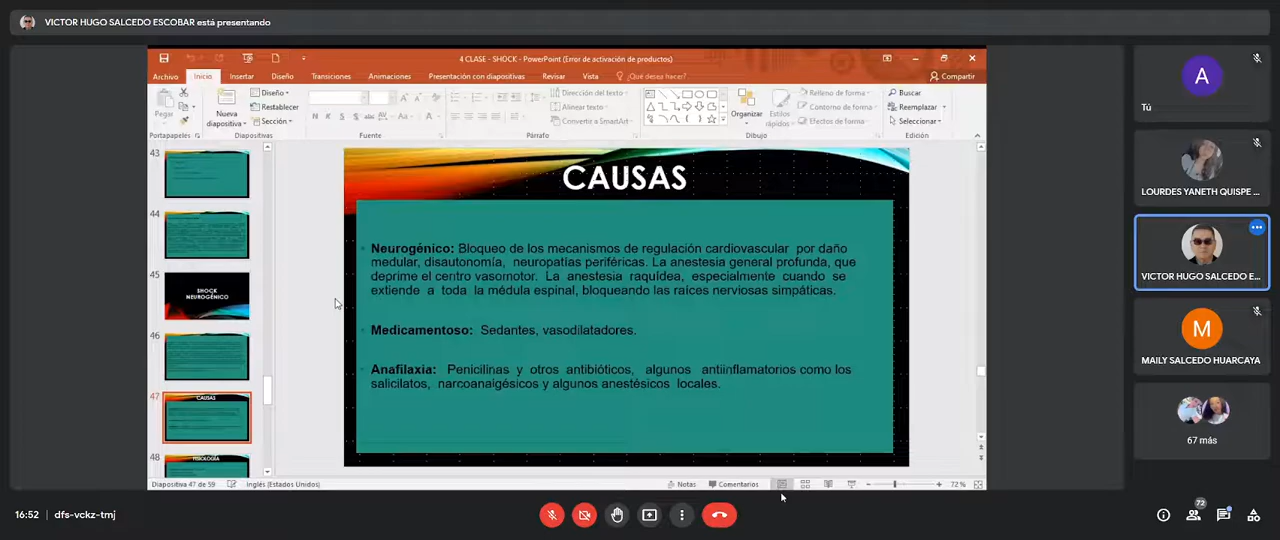 VICTOR HUGO SALCEDO ESCOBAR está presentando
4 CLASE - SHOCK - PowerPoint (Error de activación de productos)
Archivo Inicio Insertar Diseño Transiciones Animaciones Presentación con diapositivas Revisar Vista ¿Qué desea hacer? Compartir
Pegar
Nueva
diapositiva
Diseño
Restablecer
Sección
N K S
Dirección del texto
Alinear texto
Convertir a SmartArt
Organizar
Estilos
rápidos
Relleno de forma
Contorno de forma
Efectos de forma
Buscar
Reemplazar
Seleccionar
Portapapeles Diapositivas Fuente Párrafo Dibujo Edición
43
44
45
SHOCK
NEUROGÉNICO
46
47
CAUSAS
48
FISIOLOGÍA
CAUSAS
Neurogénico: Bloqueo de los mecanismos de regulación cardiovascular por daño
medular, disautonomía, neuropatías periféricas. La anestesia general profunda, que
deprime el centro vasomotor. La anestesia raquídea, especialmente cuando se
extiende a toda la médula espinal, bloqueando las raíces nerviosas simpáticas.
Medicamentoso: Sedantes, vasodilatadores.
Anafilaxia: Penicilinas y otros antibióticos, algunos antiinflamatorios como los
salicilatos, narcoanalgésicos y algunos anestésicos locales.
Diapositiva 47 de 59 Inglés (Estados Unidos) Notas Comentarios 72 %
A
Tú
LOURDES YANETH QUISPE ...
VICTOR HUGO SALCEDO E...
M
MAILY SALCEDO HUARCAYA
67 más
16:52 dfs-vckz-tmj
72